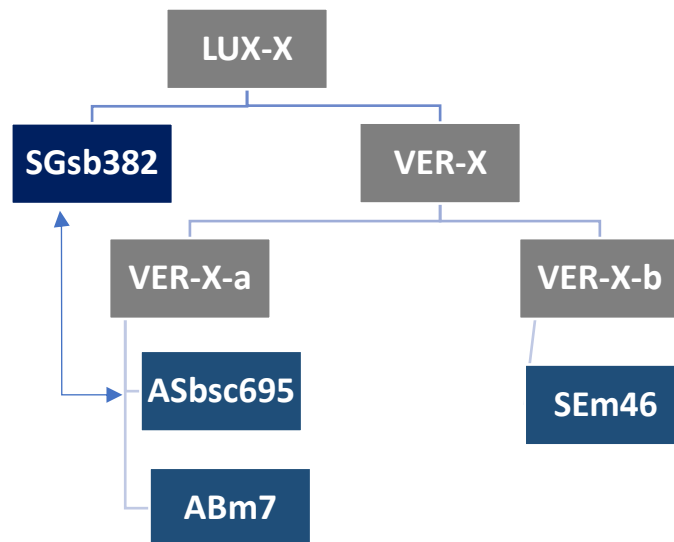 LUX-X
SGsb382
VER-X
VER-X-a
VER-X-b
ASbsc695
SEm46
ABm7